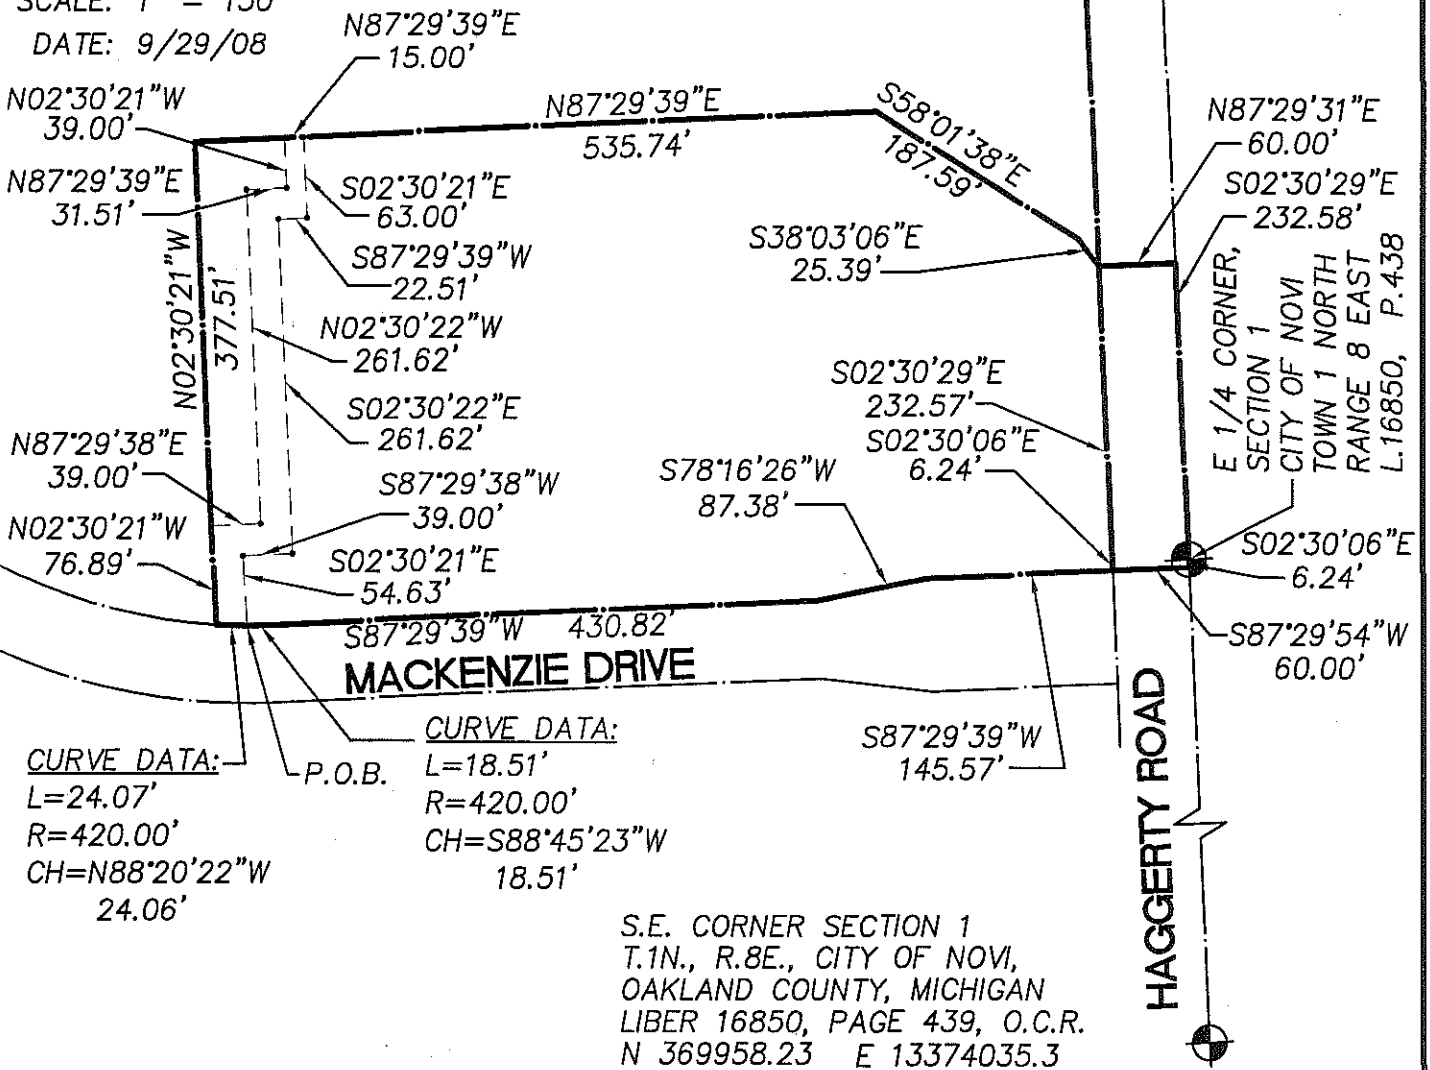 SCALE: 1" = 150'
DATE: 9/29/08
N87°29'39"E
15.00'
N02°30'21"W
39.00'
N87°29'39"E
535.74'
S58°01'38"E
187.59'
N87°29'31"E
60.00'
S02°30'29"E
232.58'
N87°29'39"E
31.51'
S02°30'21"E
63.00'
S87°29'39"W
22.51'
S38°03'06"E
25.39'
N02°30'21"W
377.51'
N02°30'22"W
261.62'
S02°30'22"E
261.62'
E 1/4 CORNER,
SECTION 1
CITY OF NOVI
TOWN 1 NORTH
RANGE 8 EAST
L.16850, P.438
S02°30'29"E
232.57'
S02°30'06"E
6.24'
N87°29'38"E
39.00'
S87°29'38"W
39.00'
S78°16'26"W
87.38'
N02°30'21"W
76.89'
S02°30'21"E
54.63'
S02°30'06"E
6.24'
S87°29'39"W 430.82'
S87°29'54"W
60.00'
MACKENZIE DRIVE
S87°29'39"W
145.57'
HAGGERTY ROAD
CURVE DATA:
L=24.07'
R=420.00'
CH=N88°20'22"W
24.06'
P.O.B.
CURVE DATA:
L=18.51'
R=420.00'
CH=S88°45'23"W
18.51'
S.E. CORNER SECTION 1
T.1N., R.8E., CITY OF NOVI,
OAKLAND COUNTY, MICHIGAN
LIBER 16850, PAGE 439, O.C.R.
N 369958.23 E 13374035.3